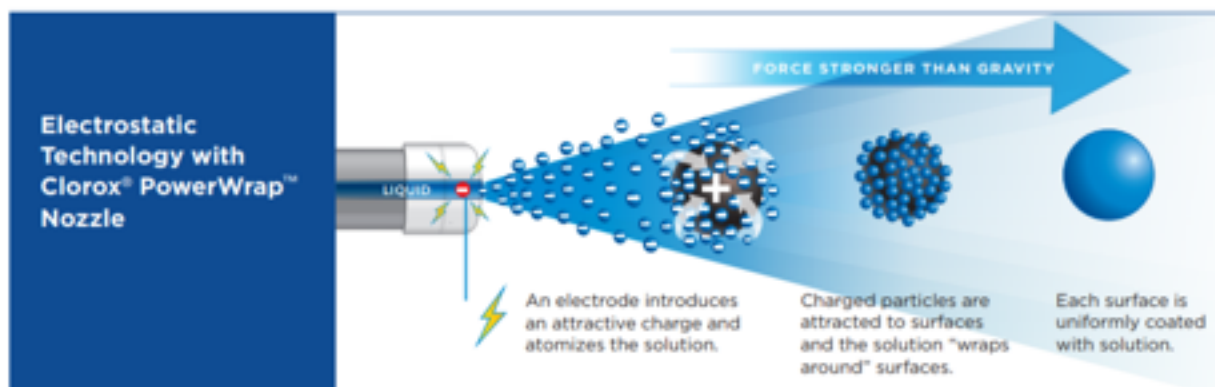 Electrostatic
Technology with
Clorox® PowerWrap™
Nozzle
LIQUID
FORCE STRONGER THAN GRAVITY
An electrode introduces
an attractive charge and
atomizes the solution.
Charged particles are
attracted to surfaces
and the solution “wraps
around” surfaces.
Each surface is
uniformly coated
with solution.